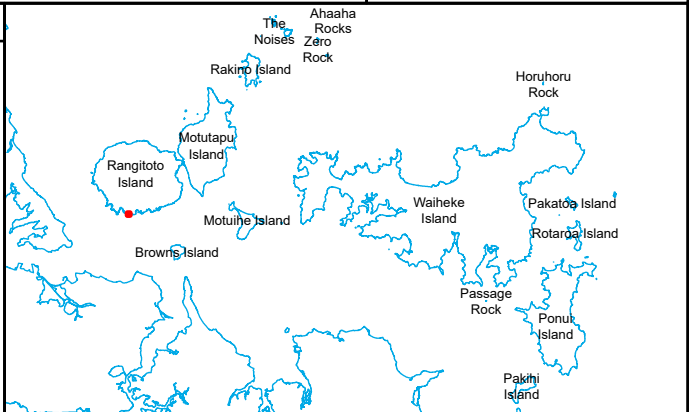 The
Noises
Ahaaha
Rocks
Zero
Rock
Rakino Island
Horuhoru
Rock
Motutapu
Island
Rangitoto
Island
Motuihe Island
Waiheke
Island
Pakatoa Island
Rotaroa Island
Browns Island
Passage
Rock
Ponui
Island
Pakihi
Island